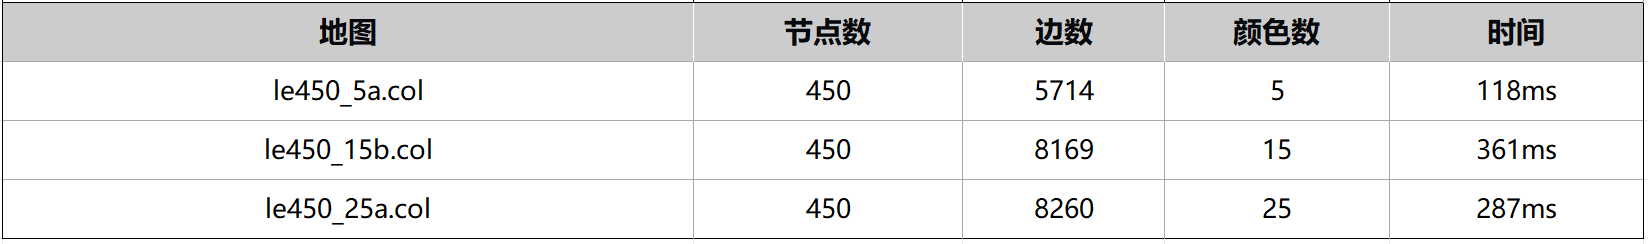 地图 节点数 边数 颜色数 时间
le450_5a.col 450 5714 5 118ms
le450_15b.col 450 8169 15 361ms
le450_25a.col 450 8260 25 287ms